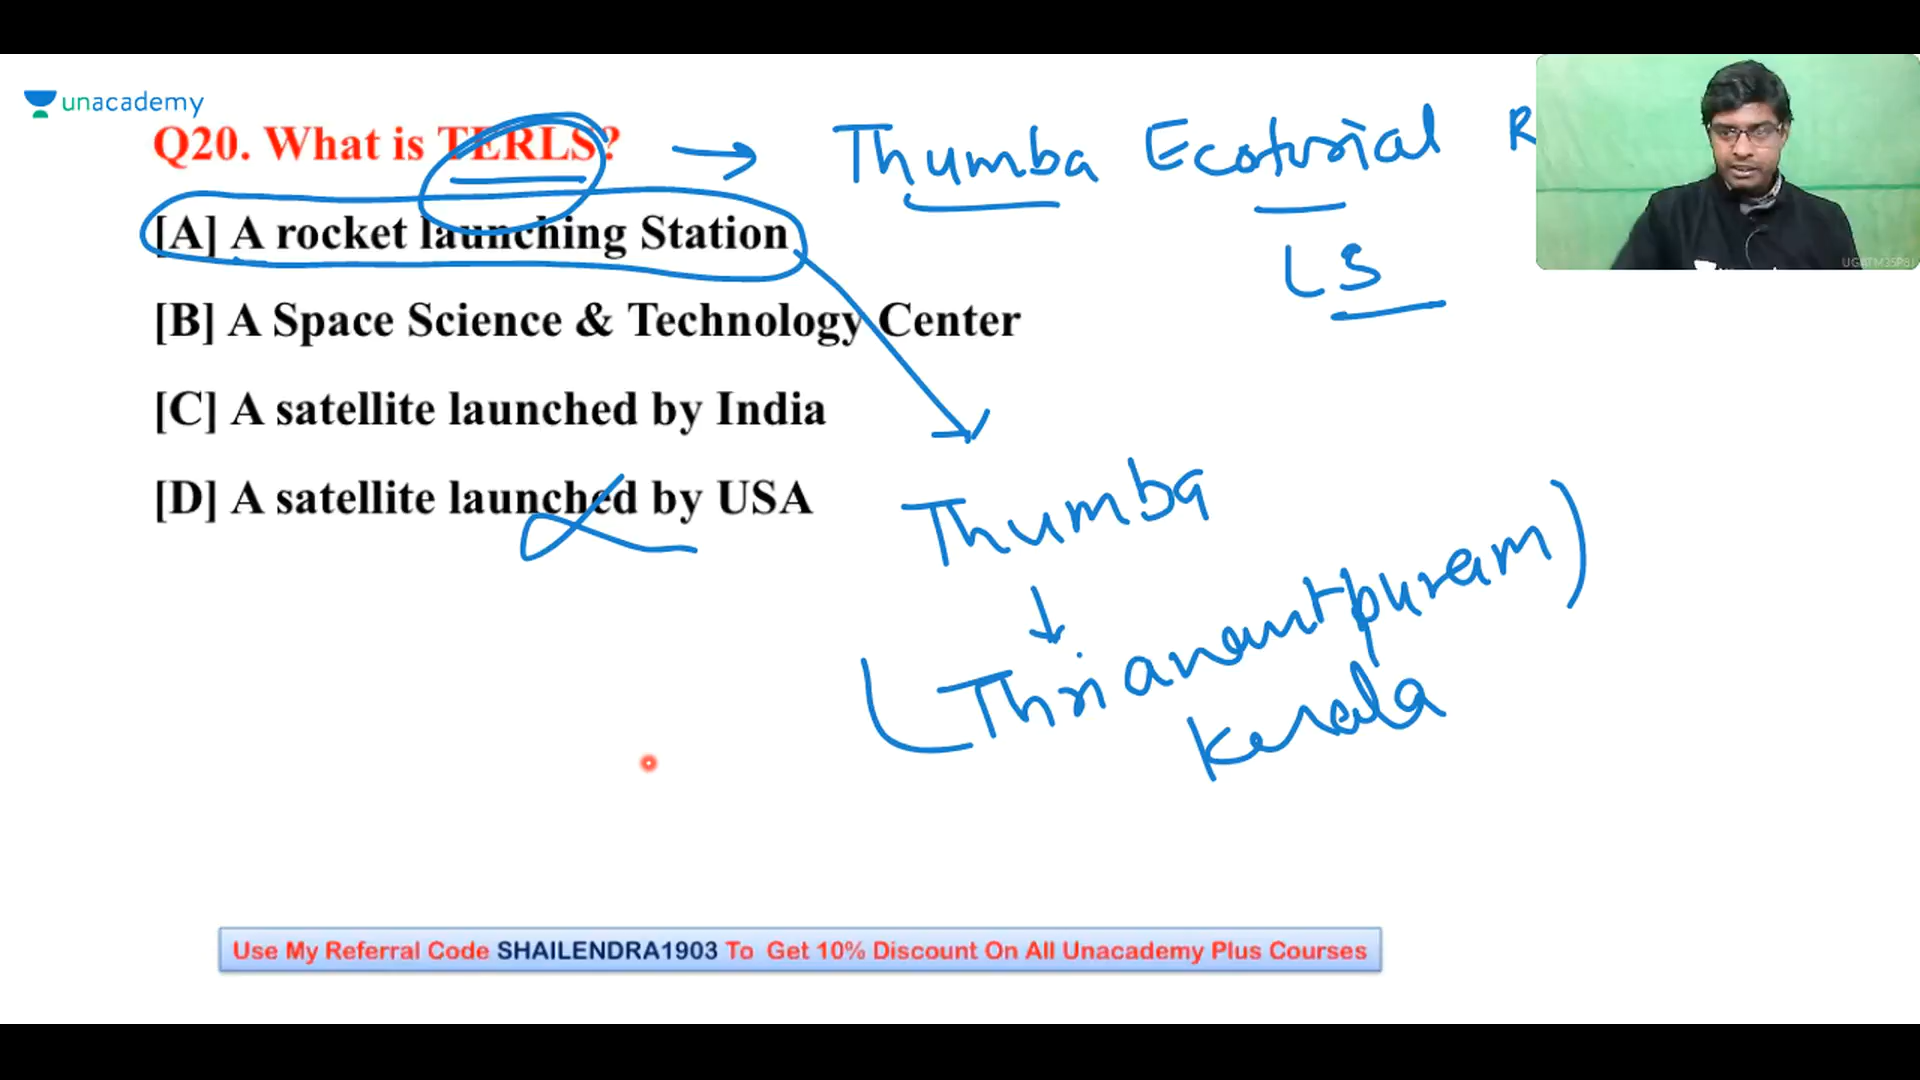 unacademy
Q20. What is TERLS? → Thumba Ecoturial R
[A] A rocket launching Station
LS
[B] A Space Science & Technology Center
[C] A satellite launched by India
[D] A satellite launched by USA
Thumba
(Thrianantpuram)
Kerala
Use My Referral Code SHAILENDRA1903 To Get 10% Discount On All Unacademy Plus Courses